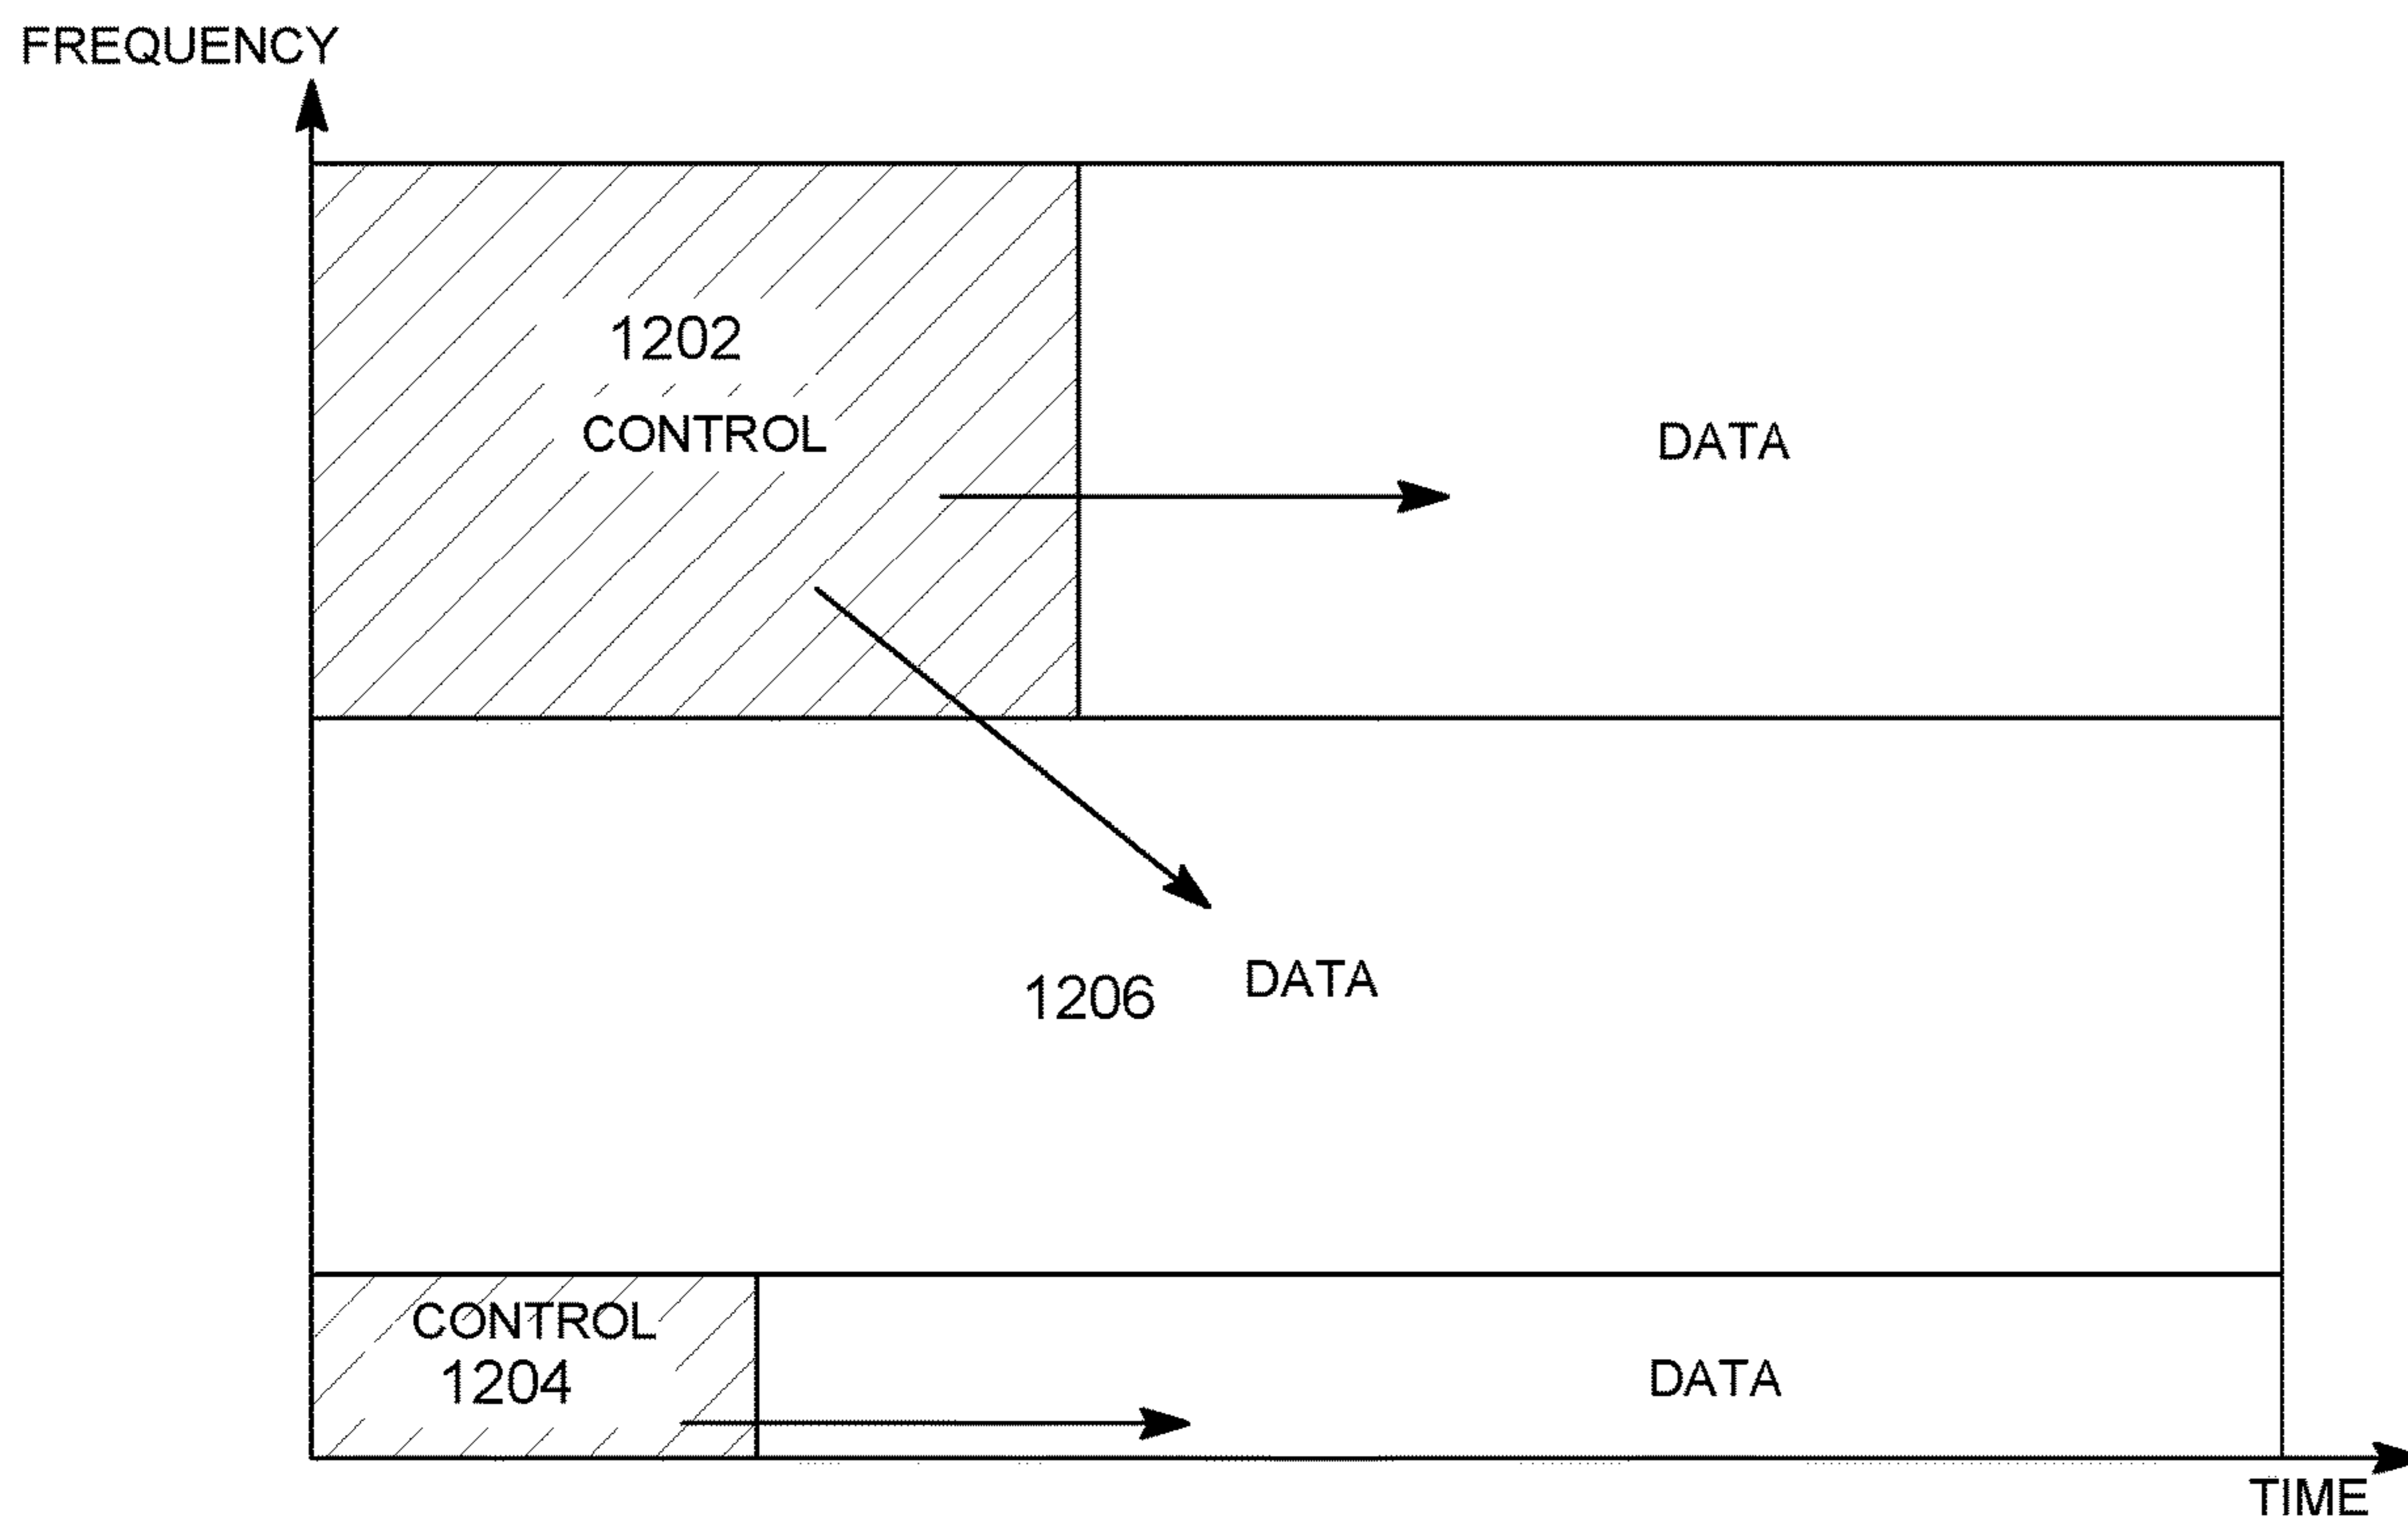 FREQUENCY
1202
CONTROL
DATA
1206
DATA
CONTROL
1204
DATA
TIME